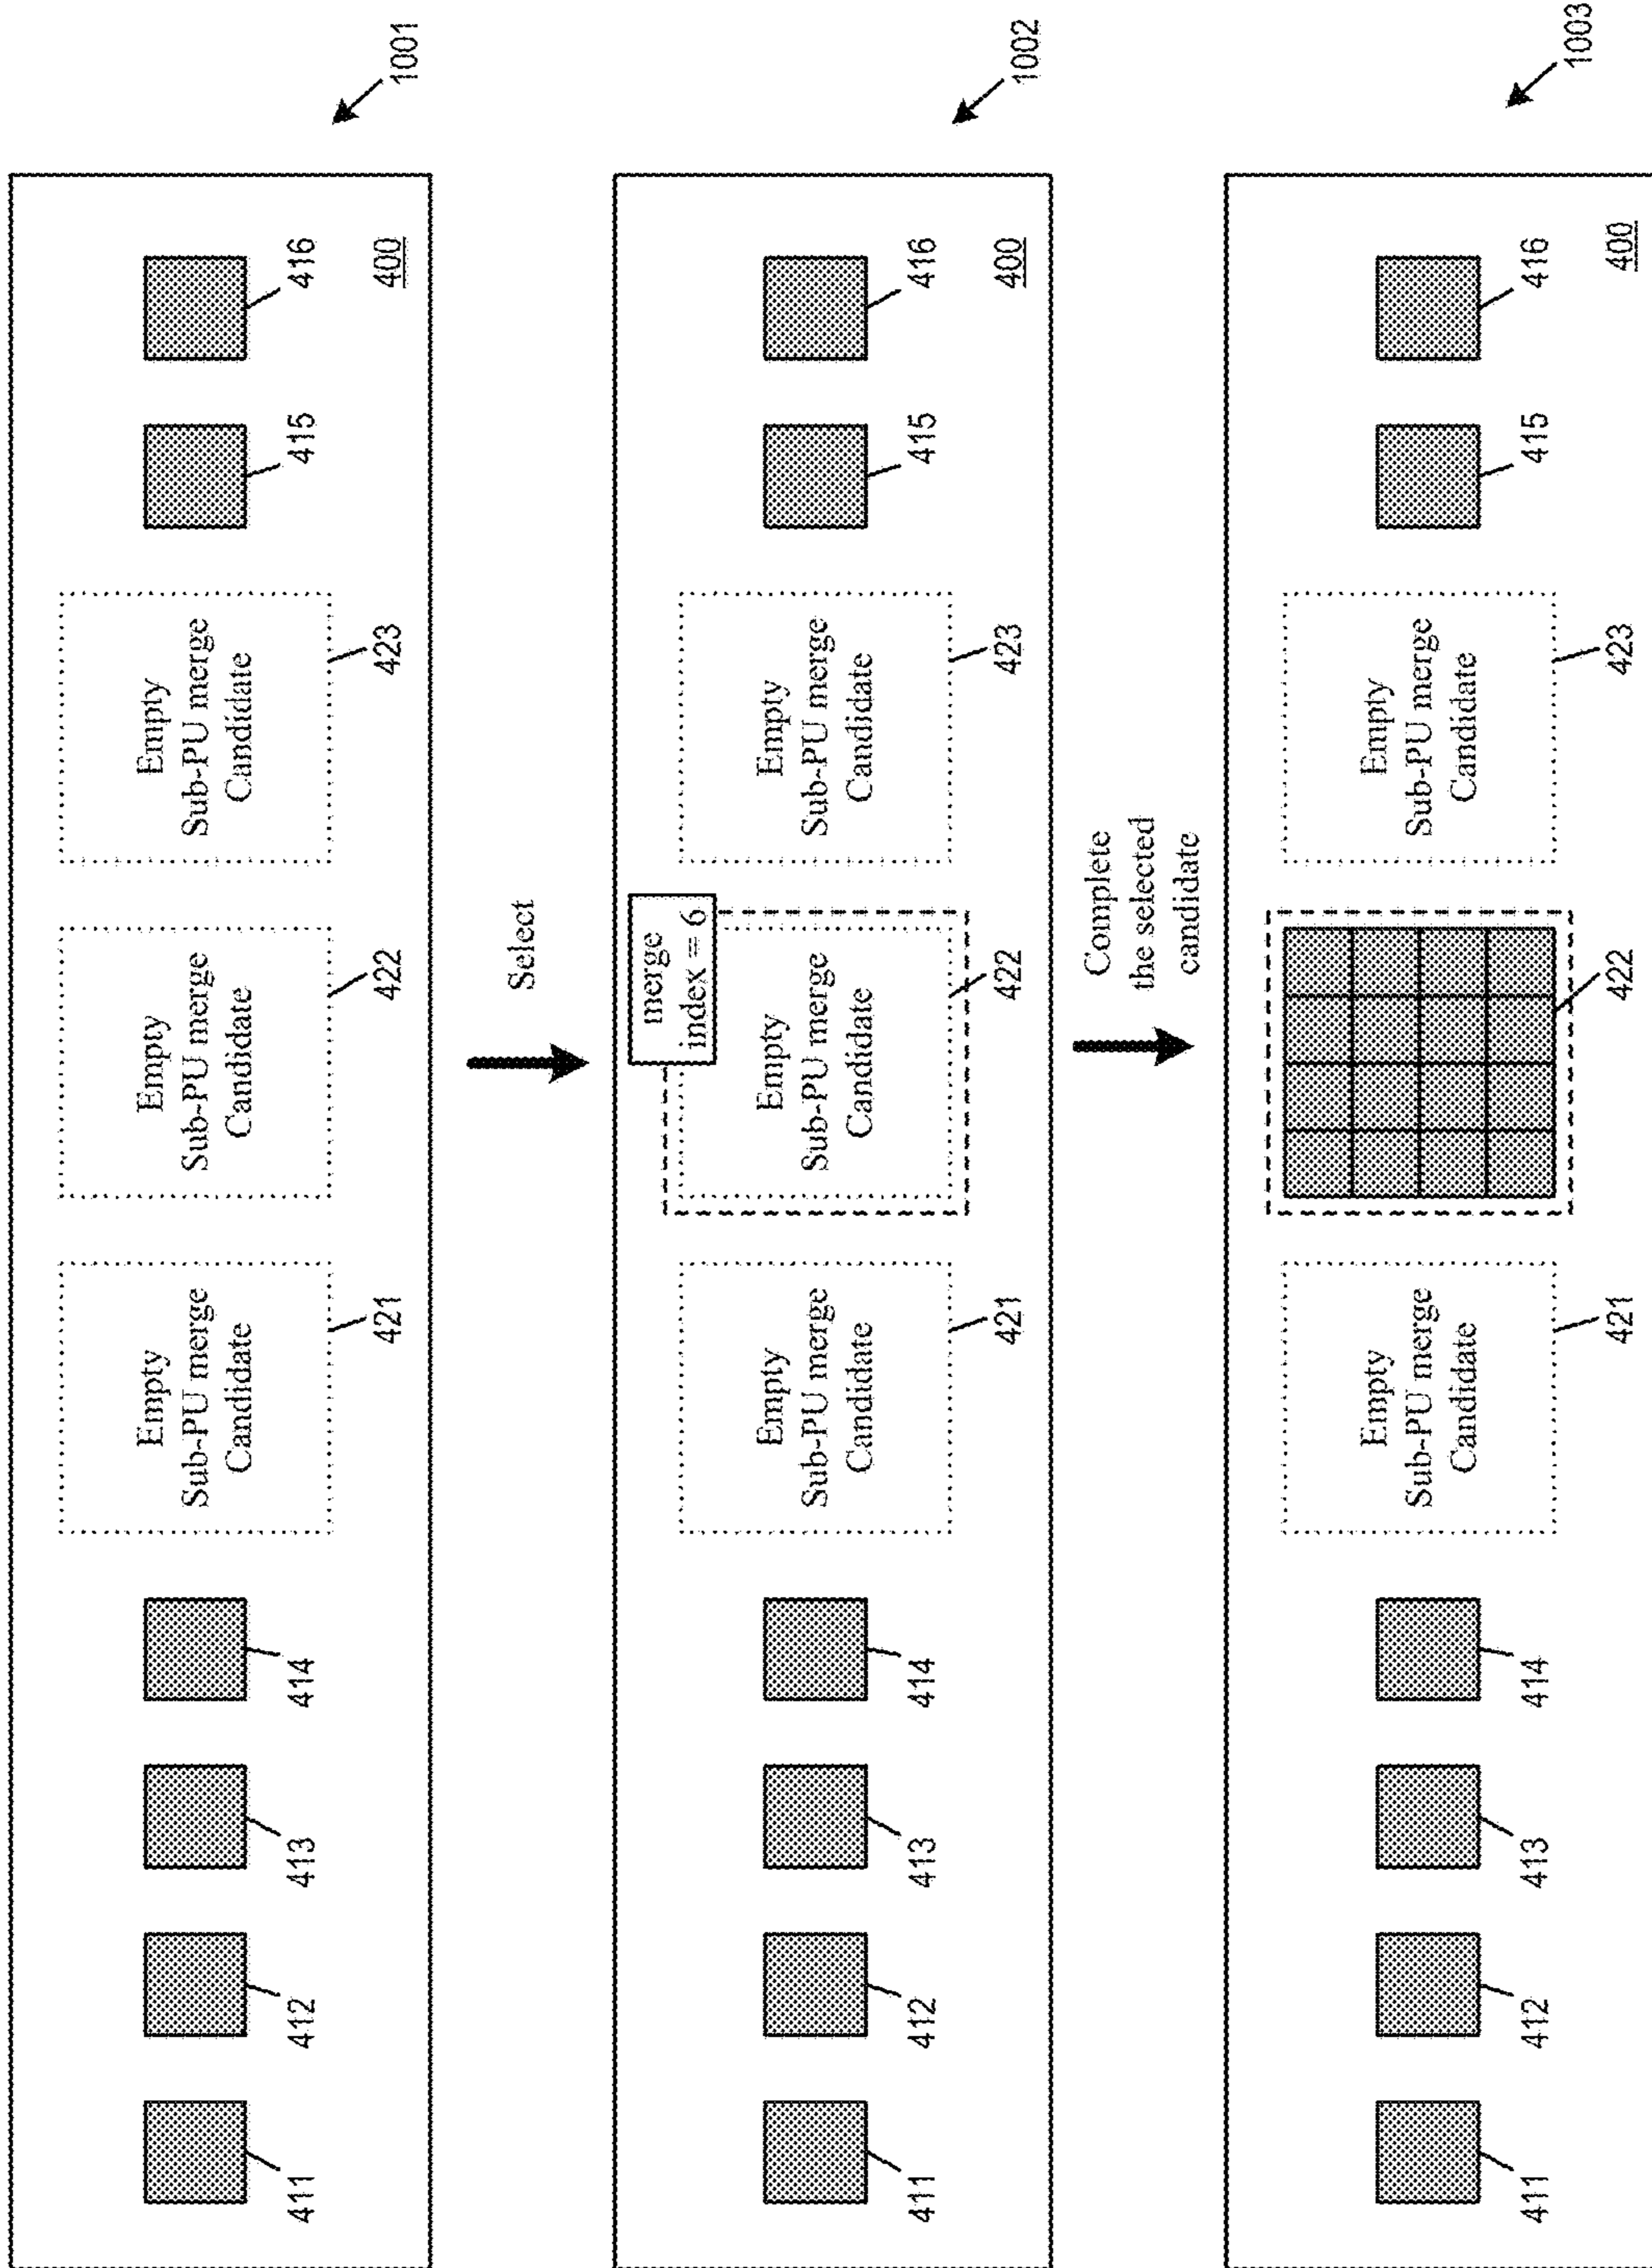 Empty
Sub-PU merge
Candidate
Empty
Sub-PU merge
Candidate
Empty
Sub-PU merge
Candidate
411
412
413
414
421
422
423
415
416
400
1001
Select
merge
index = 6
Empty
Sub-PU merge
Candidate
Empty
Sub-PU merge
Candidate
Empty
Sub-PU merge
Candidate
411
412
413
414
421
422
423
415
416
400
1002
Complete
the selected
candidate
Empty
Sub-PU merge
Candidate
Empty
Sub-PU merge
Candidate
411
412
413
414
421
422
423
415
416
400
1003